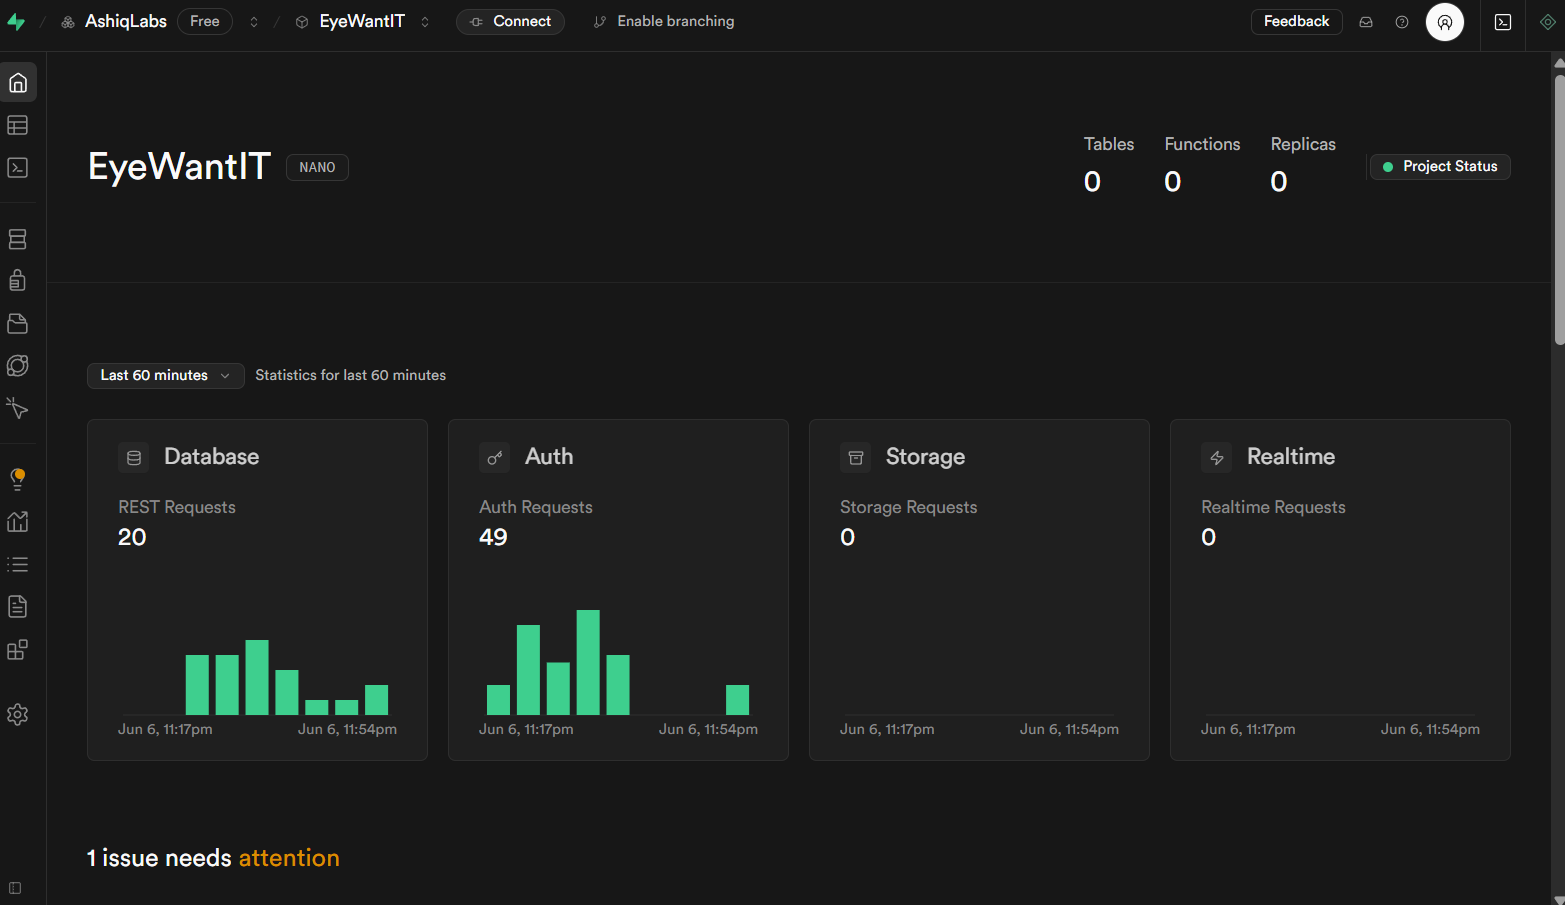 AshiqLabs Free EyeWantIT Connect Enable branching Feedback
EyeWantIT NANO
Tables Functions Replicas
0 0 0
Project Status
Last 60 minutes Statistics for last 60 minutes
Database
REST Requests
20
Jun 6, 11:17pm Jun 6, 11:54pm
Auth
Auth Requests
49
Jun 6, 11:17pm Jun 6, 11:54pm
Storage
Storage Requests
0
Jun 6, 11:17pm Jun 6, 11:54pm
Realtime
Realtime Requests
0
Jun 6, 11:17pm Jun 6, 11:54pm
1 issue needs attention